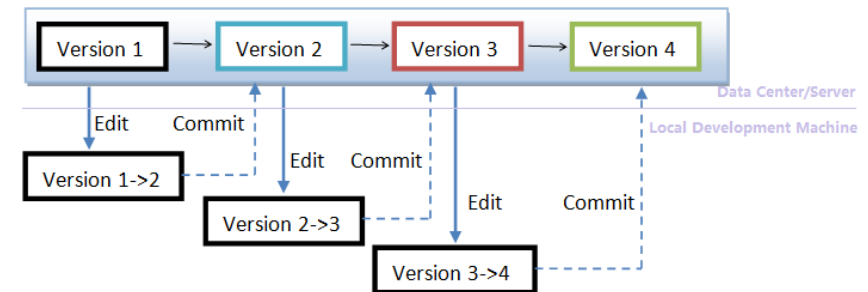 Version 1
Version 2
Version 3
Version 4
Data Center/Server
Local Development Machine
Edit
Commit
Version 1->2
Edit
Commit
Version 2->3
Edit
Commit
Version 3->4